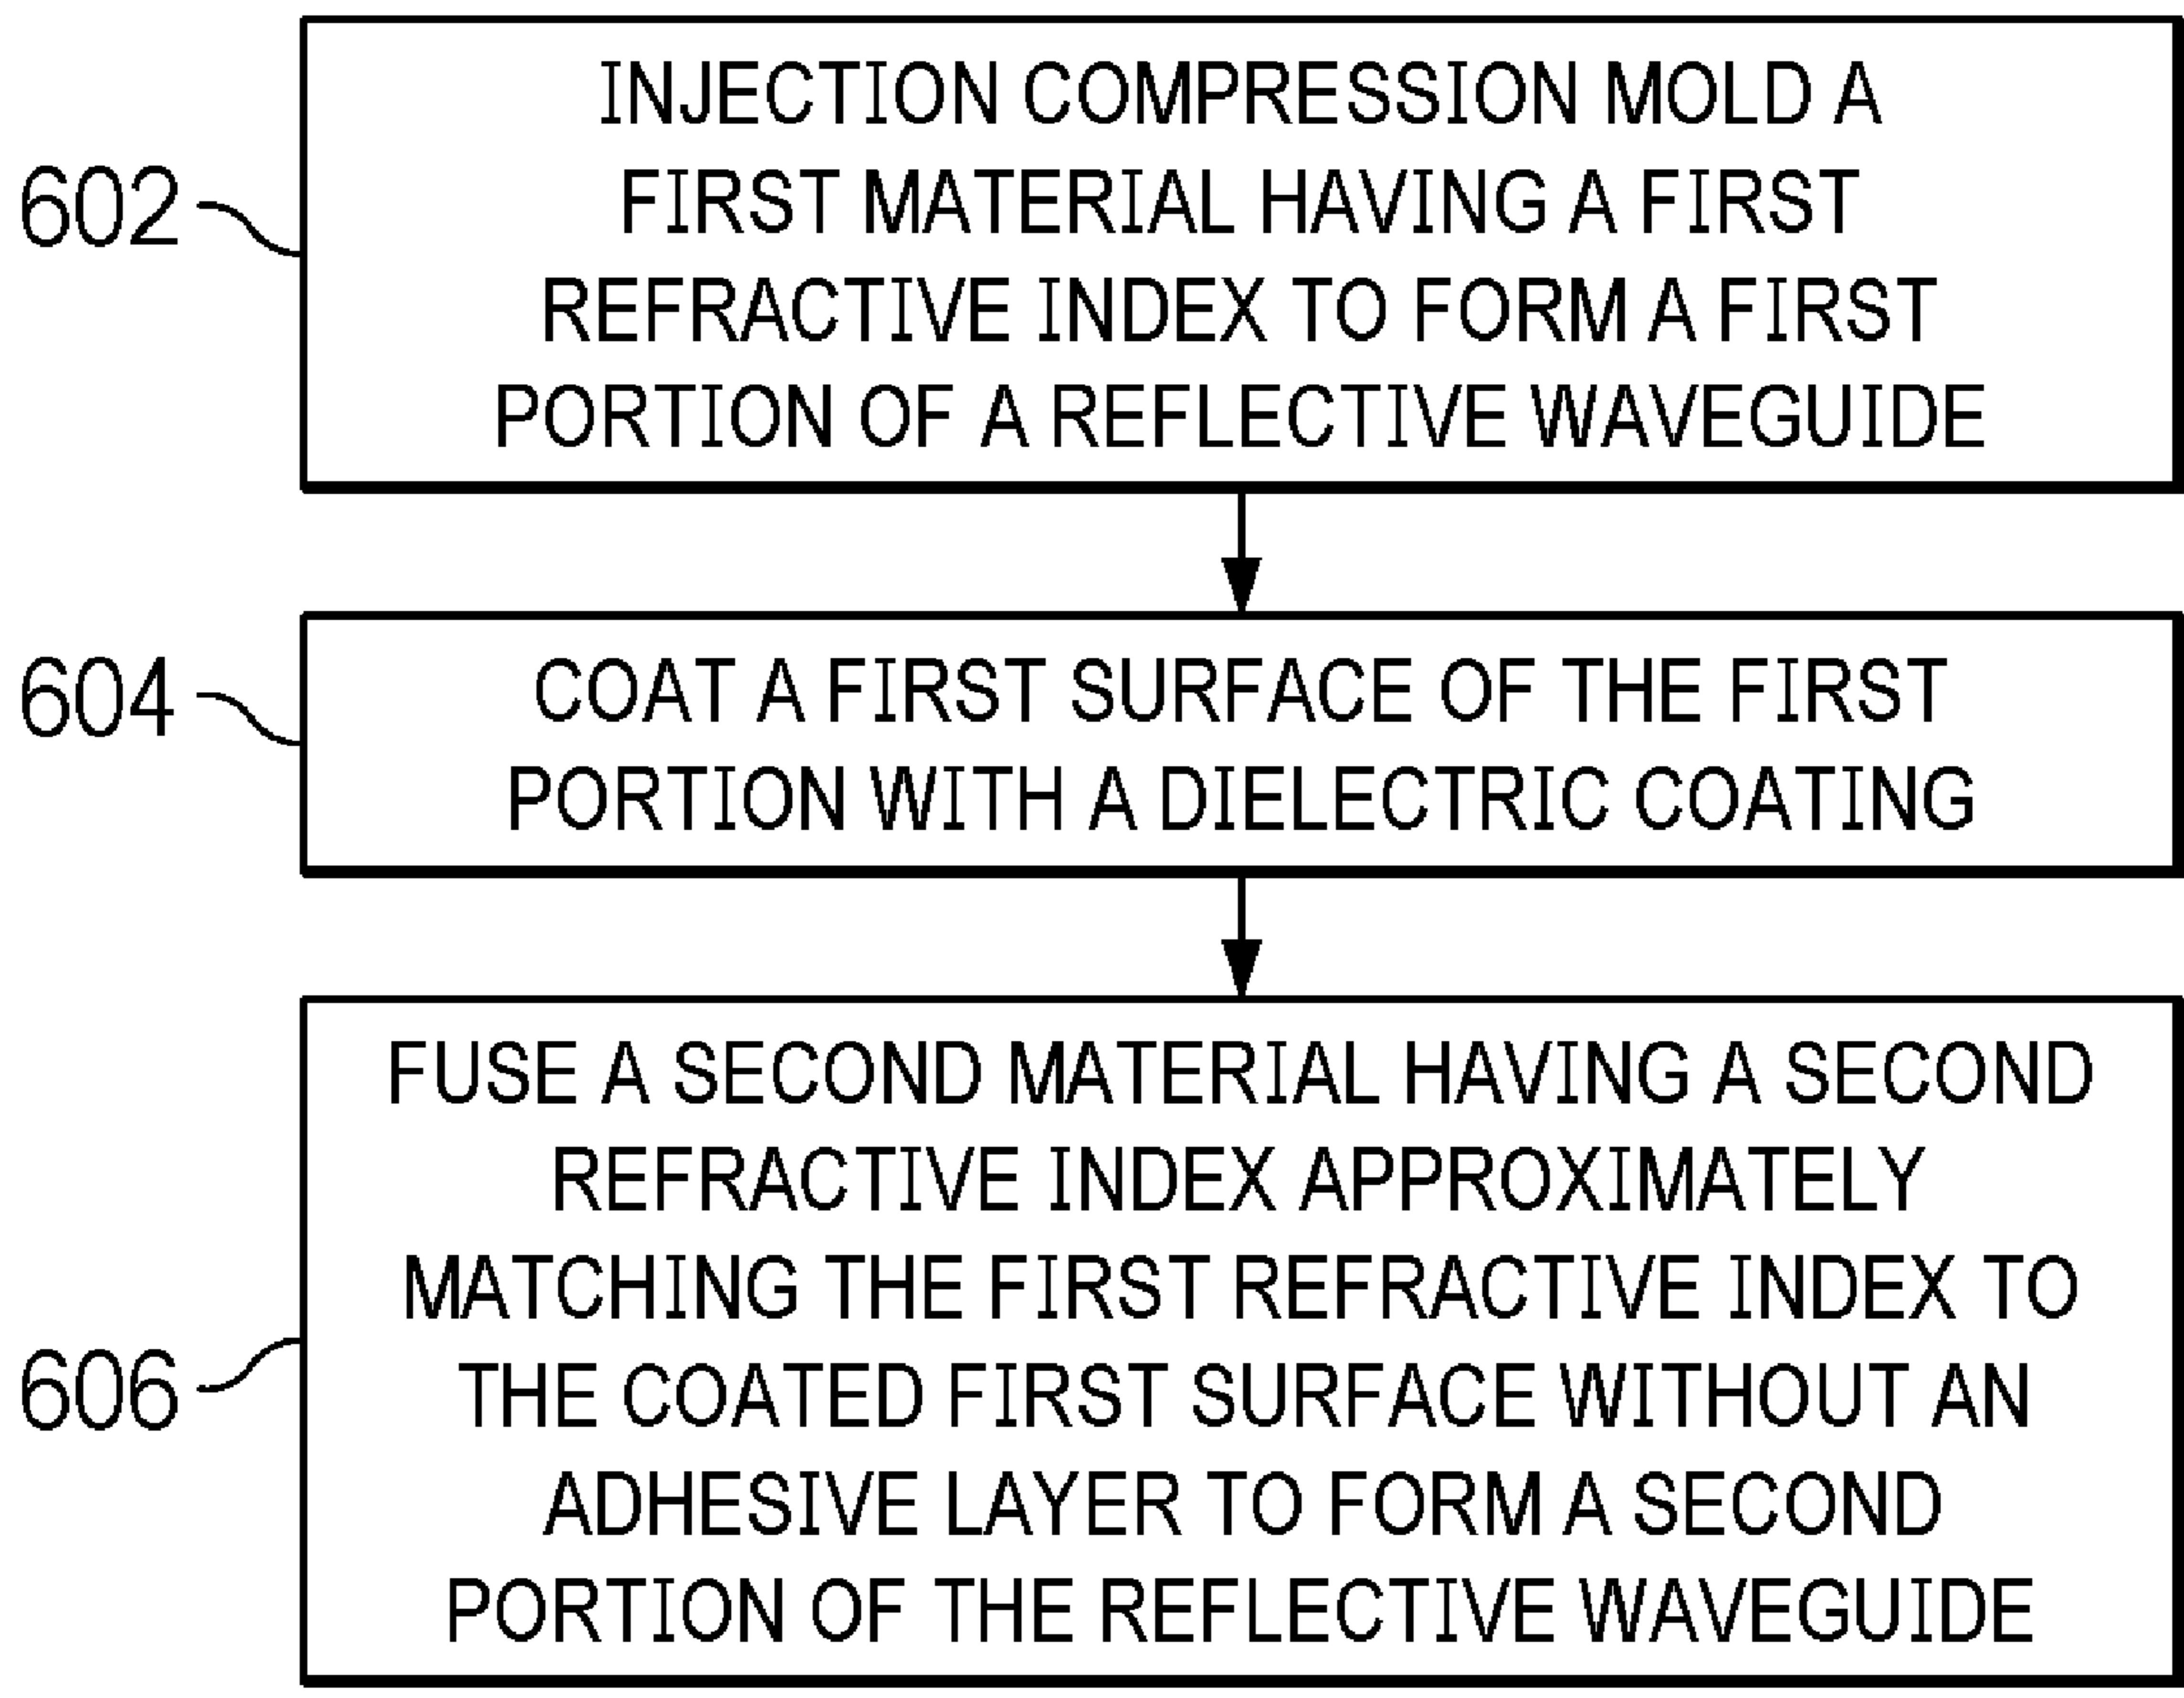 602
INJECTION COMPRESSION MOLD A
FIRST MATERIAL HAVING A FIRST
REFRACTIVE INDEX TO FORM A FIRST
PORTION OF A REFLECTIVE WAVEGUIDE
604
COAT A FIRST SURFACE OF THE FIRST
PORTION WITH A DIELECTRIC COATING
606
FUSE A SECOND MATERIAL HAVING A SECOND
REFRACTIVE INDEX APPROXIMATELY
MATCHING THE FIRST REFRACTIVE INDEX TO
THE COATED FIRST SURFACE WITHOUT AN
ADHESIVE LAYER TO FORM A SECOND
PORTION OF THE REFLECTIVE WAVEGUIDE